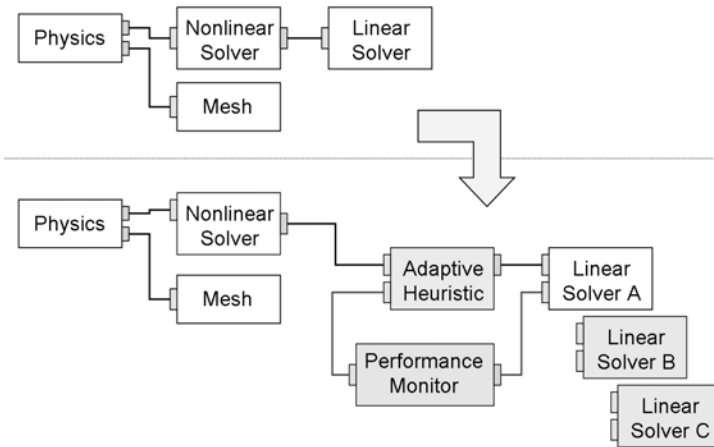 Physics
Nonlinear
Solver
Linear
Solver
Mesh
Physics
Nonlinear
Solver
Mesh
Adaptive
Heuristic
Linear
Solver A
Performance
Monitor
Linear
Solver B
Linear
Solver C